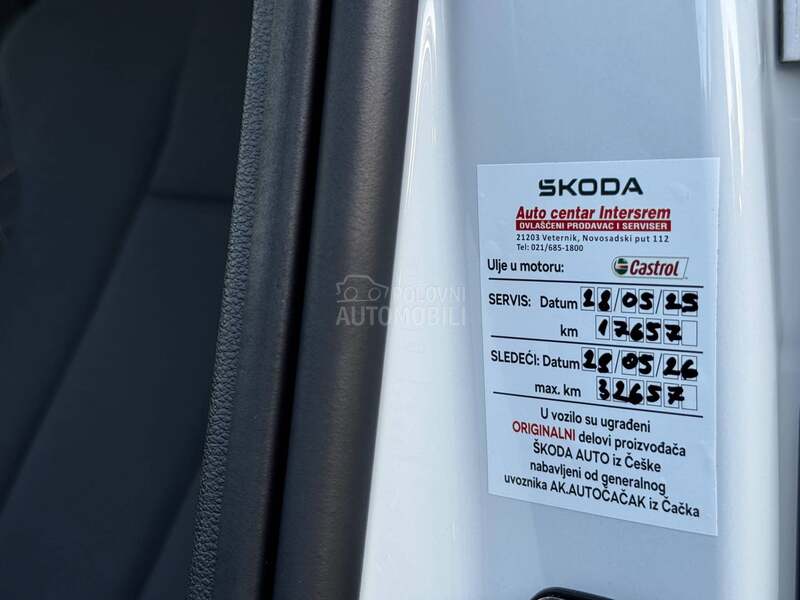 ŠKODA
Auto centar Intersrem
OVLAŠĆENI PRODAVAC I SERVISER
21203 Veternik, Novosadski put 112
Tel: 021/685-1800
Ulje u motoru: Castrol
SERVIS: Datum 28/05/25
km 17657
SLEDEĆI: Datum 28/05/26
max. km 32657
U vozilo su ugrađeni
ORIGINALNI delovi proizvođača
ŠKODA AUTO iz Češke
nabavljeni od generalnog
uvoznika AK.AUTOČAČAK iz Čačka
POLOVNI
AUTOMOBILI